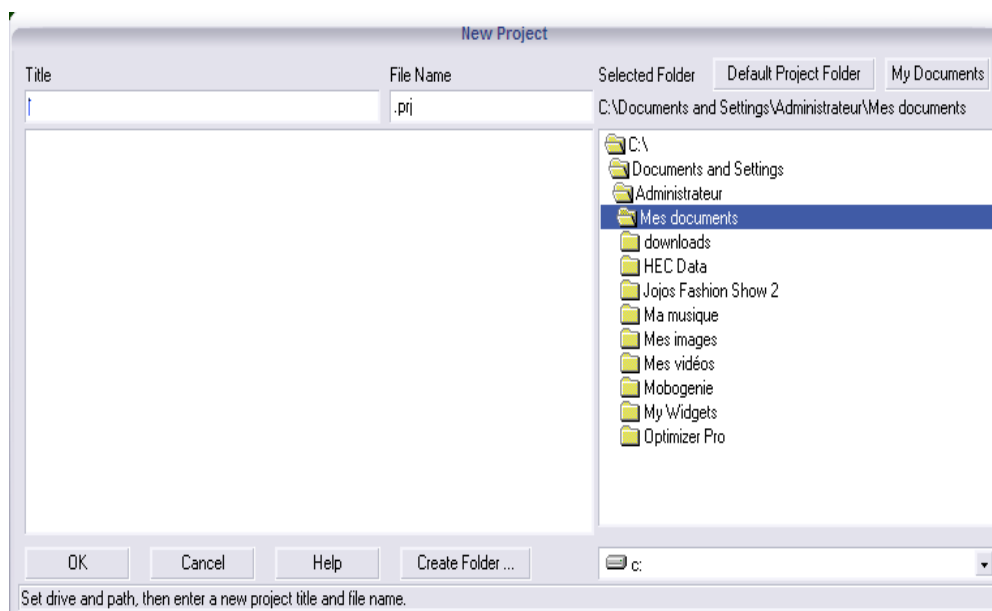 New Project
Title
File Name
Selected Folder
Default Project Folder
My Documents
.prj
C:\Documents and Settings\Administrateur\Mes documents
C:\
Documents and Settings
Administrateur
Mes documents
downloads
HEC Data
Jojos Fashion Show 2
Ma musique
Mes images
Mes vidéos
Mobogenie
My Widgets
Optimizer Pro
OK
Cancel
Help
Create Folder ...
c:
Set drive and path, then enter a new project title and file name.